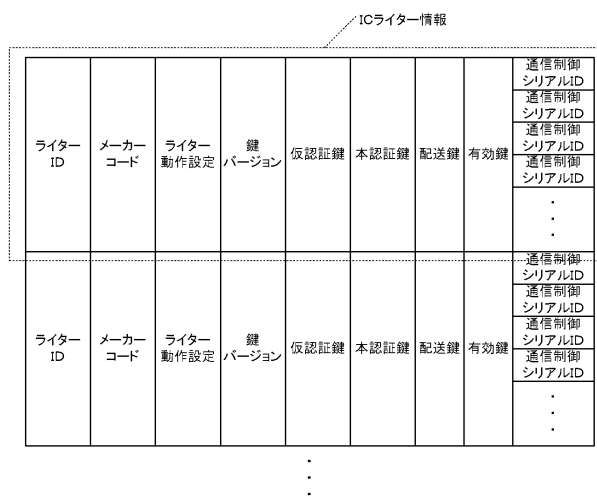 ICライター情報
ライター
ID
メーカー
コード
ライター
動作設定
鍵
バージョン
仮認証鍵
本認証鍵
配送鍵
有効鍵
通信制御
シリアルID
通信制御
シリアルID
通信制御
シリアルID
通信制御
シリアルID
ライター
ID
メーカー
コード
ライター
動作設定
鍵
バージョン
仮認証鍵
本認証鍵
配送鍵
有効鍵
通信制御
シリアルID
通信制御
シリアルID
通信制御
シリアルID
通信制御
シリアルID